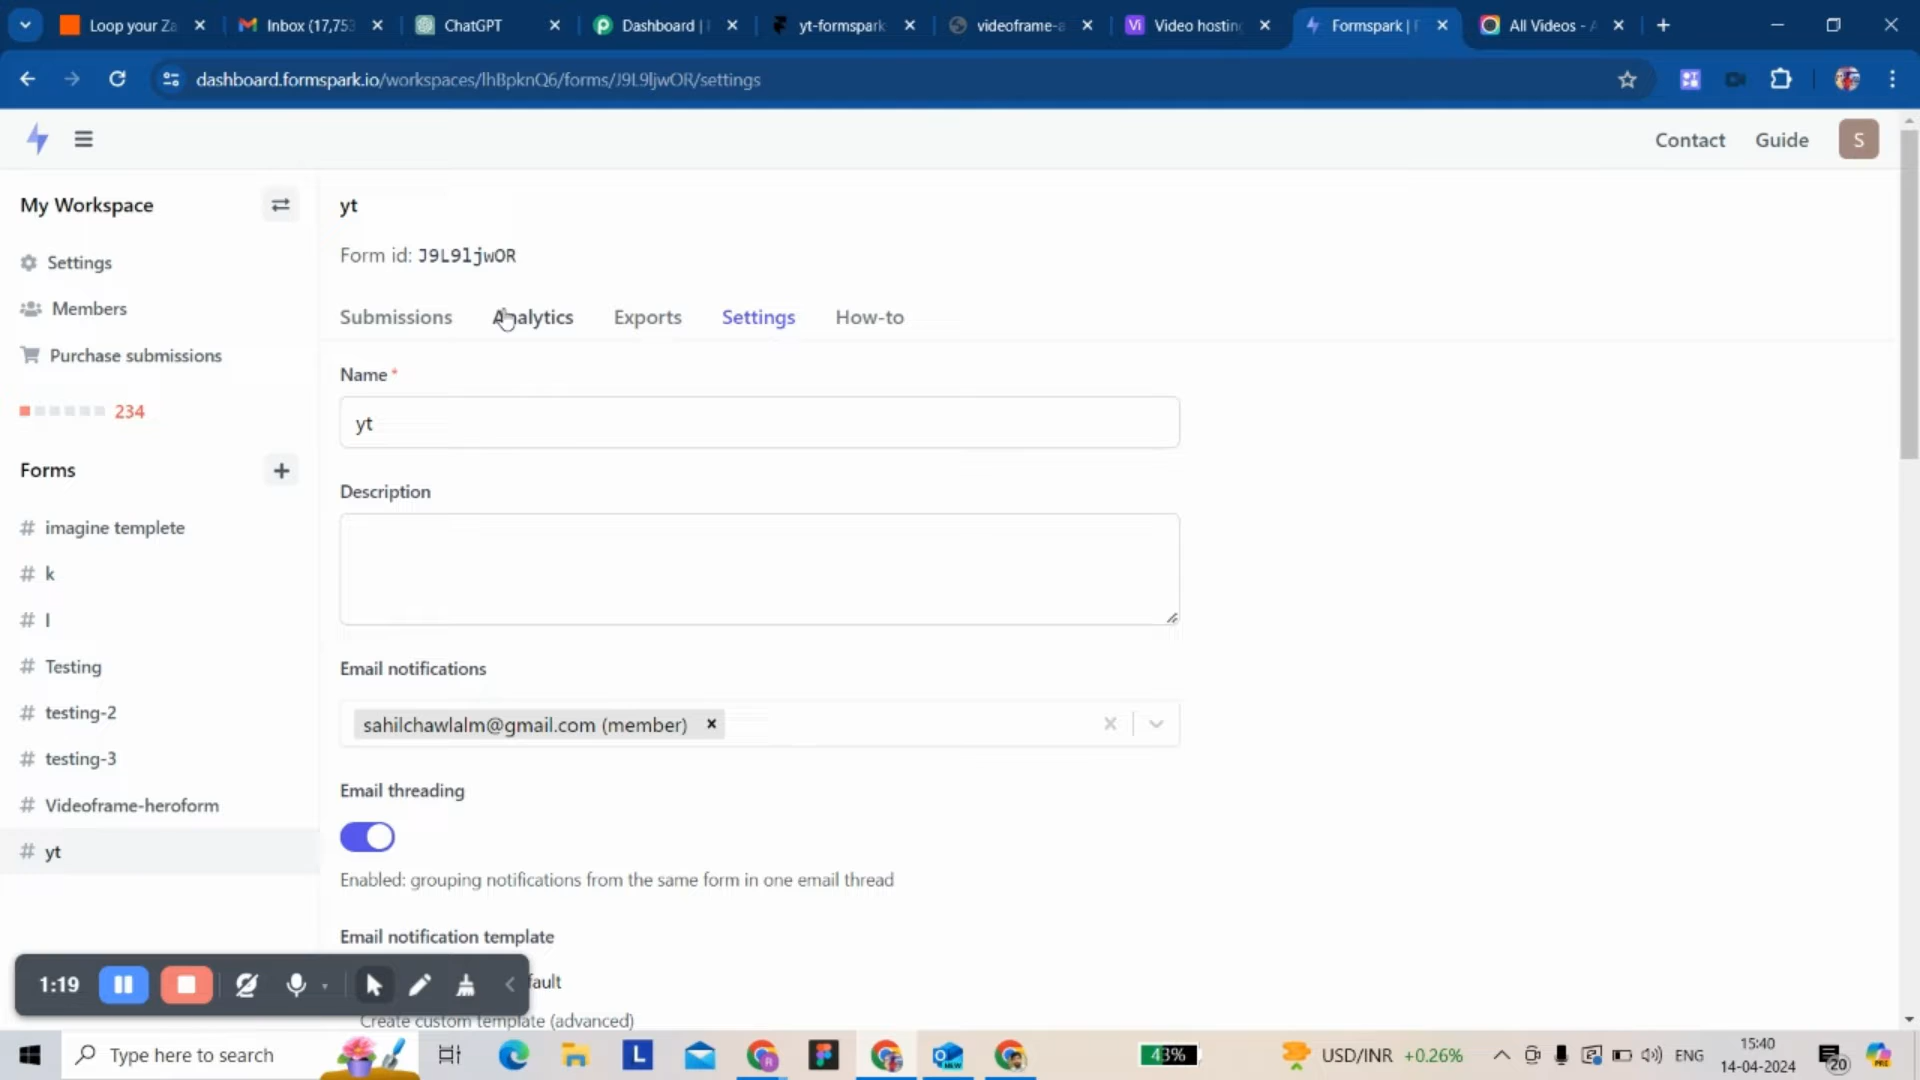 Loop your Za
Inbox (17,753
ChatGPT
Dashboard |
yt-formspark
videoframe-a
Vi Video hosting
Formspark | F
All Videos - A
dashboard.formspark.io/workspaces/lhBpknQ6/forms/J9L9ljwOR/settings
Contact
Guide
S
My Workspace
Settings
Members
Purchase submissions
234
Forms
# imagine templete
# k
# l
# Testing
# testing-2
# testing-3
# Videoframe-heroform
# yt
yt
Form id: J9L9ljwOR
Submissions
Analytics
Exports
Settings
How-to
Name *
yt
Description
Email notifications
sahilchawlalm@gmail.com (member)
Email threading
Enabled: grouping notifications from the same form in one email thread
Email notification template
fault
Create custom template (advanced)
1:19
Type here to search
L
43%
USD/INR +0.26%
ENG
15:40
14-04-2024
20
PRE